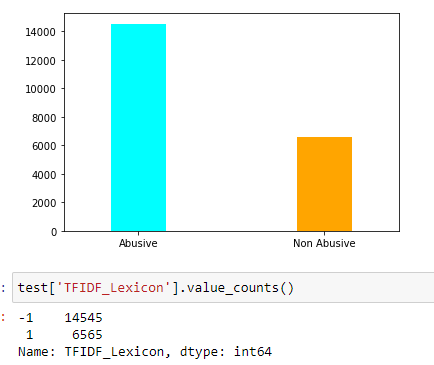 14000
12000
10000
8000
6000
4000
2000
0
Abusive Non Abusive
: test['TFIDF_Lexicon'].value_counts()
: -1 14545
1 6565
Name: TFIDF_Lexicon, dtype: int64